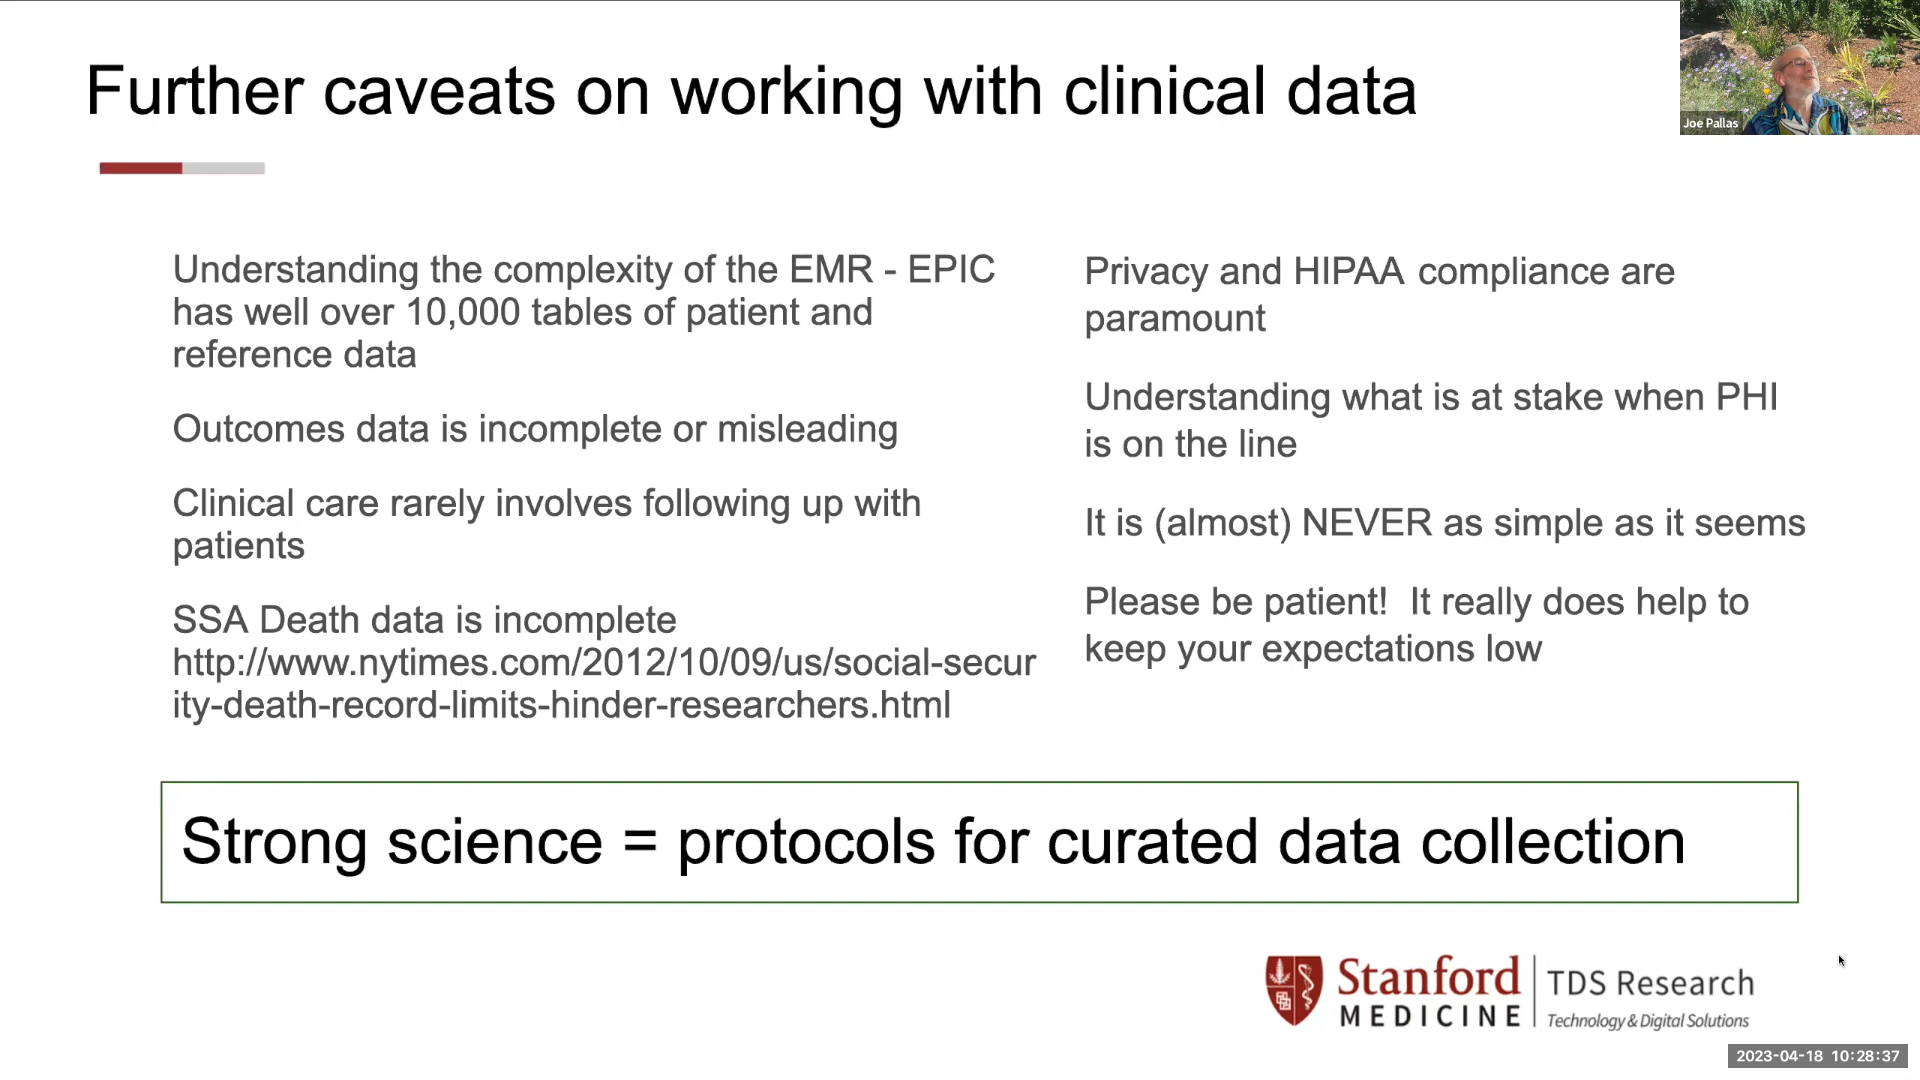 Further caveats on working with clinical data
Joe Pallas
Understanding the complexity of the EMR - EPIC
has well over 10,000 tables of patient and
reference data
Outcomes data is incomplete or misleading
Clinical care rarely involves following up with
patients
SSA Death data is incomplete
http://www.nytimes.com/2012/10/09/us/social-secur
ity-death-record-limits-hinder-researchers.html
Privacy and HIPAA compliance are
paramount
Understanding what is at stake when PHI
is on the line
It is (almost) NEVER as simple as it seems
Please be patient!  It really does help to
keep your expectations low
Strong science = protocols for curated data collection
Stanford
MEDICINE
TDS Research
Technology & Digital Solutions
2023-04-18 10:28:37